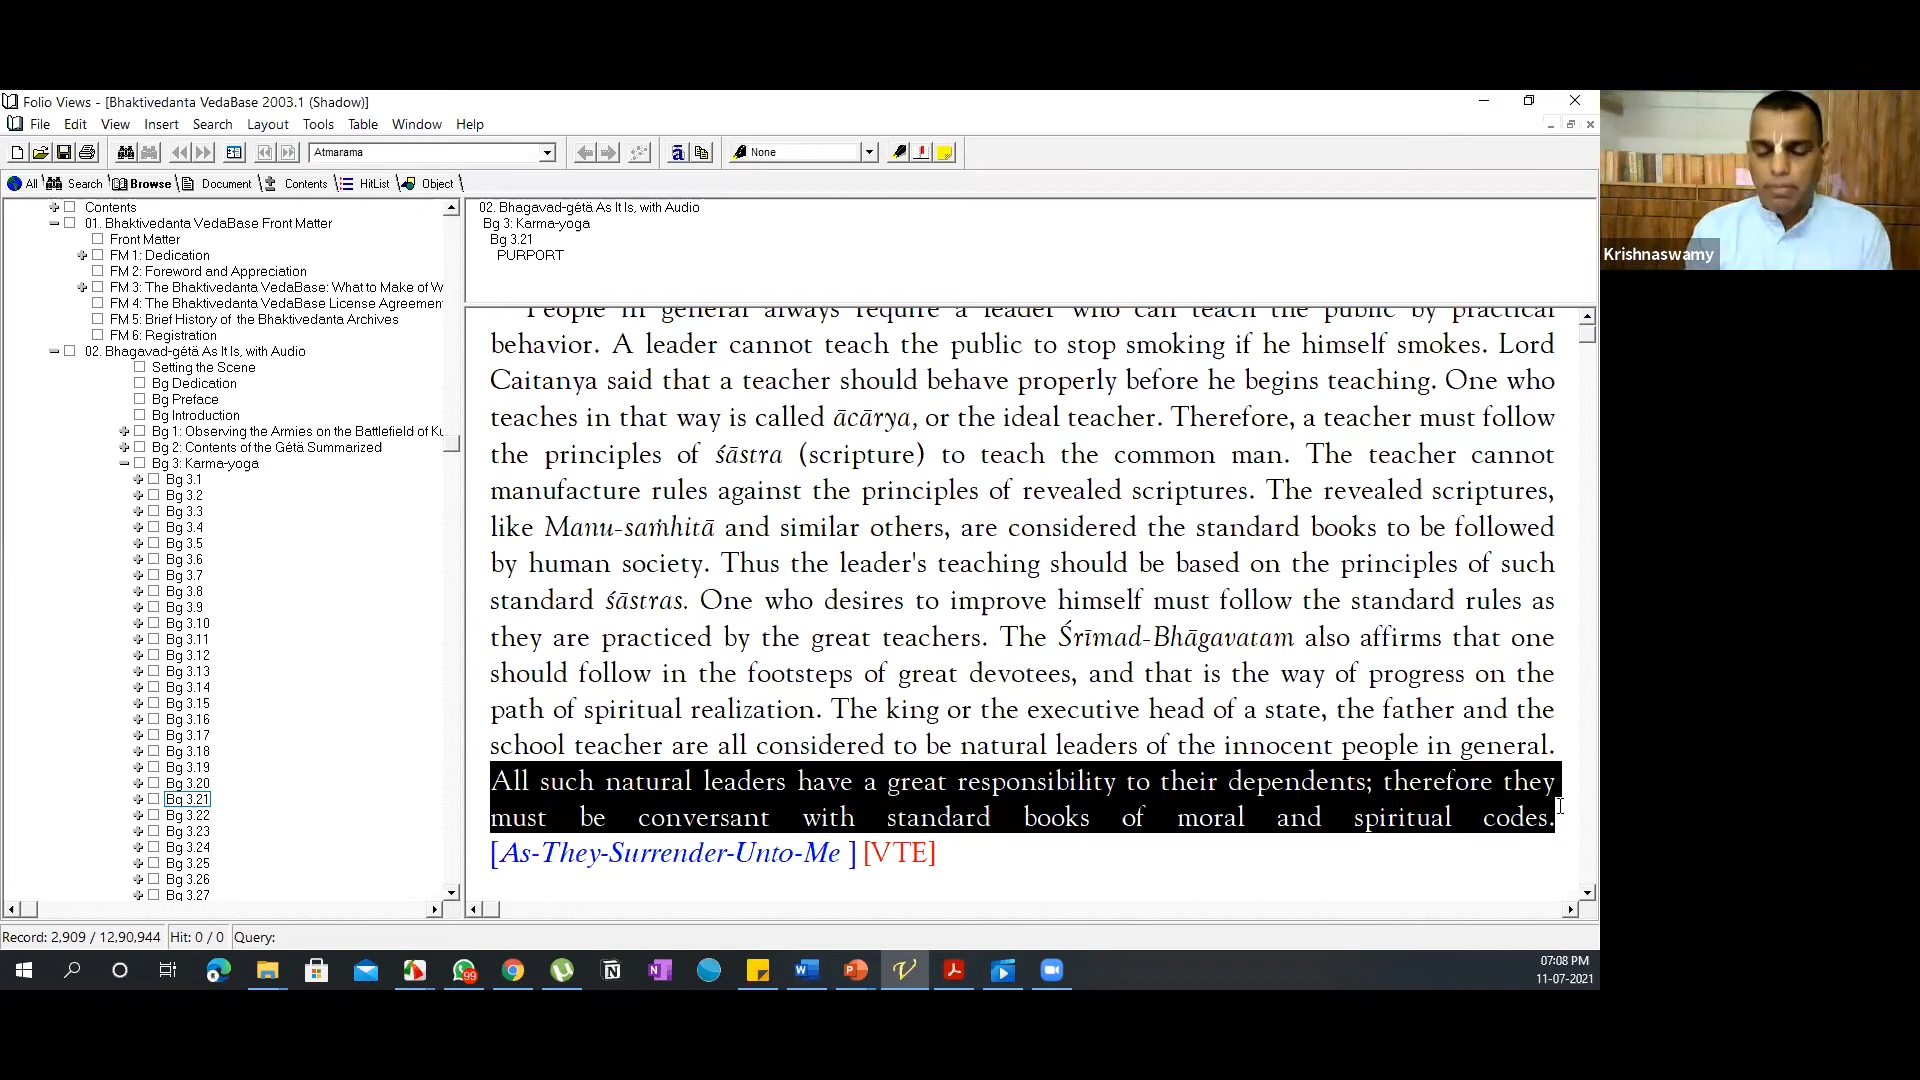 Folio Views - [Bhaktivedanta VedaBase 2003.1 (Shadow)]
File Edit View Insert Search Layout Tools Table Window Help
Atmarama
None
All Search Browse Document Contents HitList Object
Contents
01. Bhaktivedanta VedaBase Front Matter
Front Matter
FM 1: Dedication
FM 2: Foreword and Appreciation
FM 3: The Bhaktivedanta VedaBase: What to Make of W
FM 4: The Bhaktivedanta VedaBase License Agreemen
FM 5: Brief History of the Bhaktivedanta Archives
FM 6: Registration
02. Bhagavad-gétä As It Is, with Audio
Setting the Scene
Bg Dedication
Bg Preface
Bg Introduction
Bg 1: Observing the Armies on the Battlefield of Ku
Bg 2: Contents of the Gétä Summarized
Bg 3: Karma-yoga
Bg 3.1
Bg 3.2
Bg 3.3
Bg 3.4
Bg 3.5
Bg 3.6
Bg 3.7
Bg 3.8
Bg 3.9
Bg 3.10
Bg 3.11
Bg 3.12
Bg 3.13
Bg 3.14
Bg 3.15
Bg 3.16
Bg 3.17
Bg 3.18
Bg 3.19
Bg 3.20
Bg 3.21
Bg 3.22
Bg 3.23
Bg 3.24
Bg 3.25
Bg 3.26
Bg 3.27
02. Bhagavad-gétä As It Is, with Audio
Bg 3: Karma-yoga
Bg 3.21
PURPORT
People in general always require a leader who can teach the public by practical
behavior. A leader cannot teach the public to stop smoking if he himself smokes. Lord
Caitanya said that a teacher should behave properly before he begins teaching. One who
teaches in that way is called ācārya, or the ideal teacher. Therefore, a teacher must follow
the principles of śāstra (scripture) to teach the common man. The teacher cannot
manufacture rules against the principles of revealed scriptures. The revealed scriptures,
like Manu-saṁhitā and similar others, are considered the standard books to be followed
by human society. Thus the leader's teaching should be based on the principles of such
standard śāstras. One who desires to improve himself must follow the standard rules as
they are practiced by the great teachers. The Śrīmad-Bhāgavatam also affirms that one
should follow in the footsteps of great devotees, and that is the way of progress on the
path of spiritual realization. The king or the executive head of a state, the father and the
school teacher are all considered to be natural leaders of the innocent people in general.
All such natural leaders have a great responsibility to their dependents; therefore they
must be conversant with standard books of moral and spiritual codes.
[As-They-Surrender-Unto-Me ] [VTE]
Record: 2,909 / 12,90,944 Hit: 0 / 0 Query:
99
07:08 PM
11-07-2021
Krishnaswamy